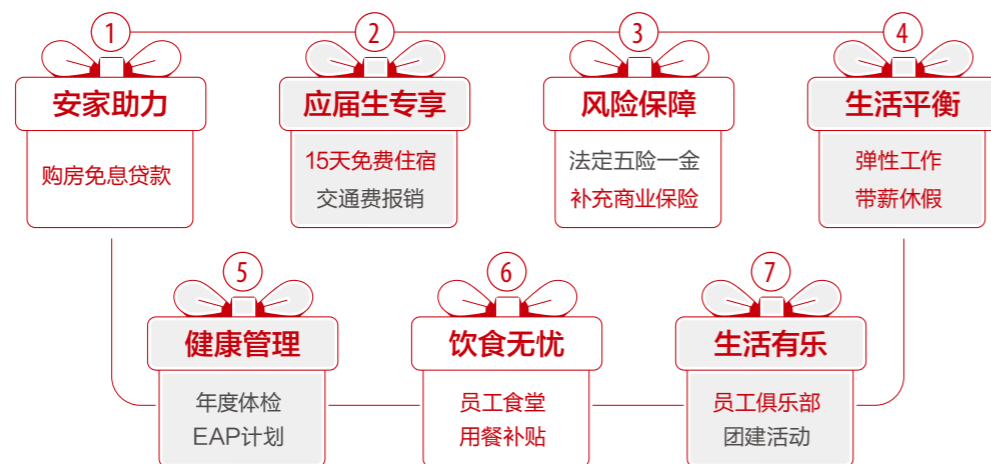 1
安家助力
购房免息贷款
2
应届生专享
15天免费住宿
交通费报销
3
风险保障
法定五险一金
补充商业保险
4
生活平衡
弹性工作
带薪休假
5
健康管理
年度体检
EAP计划
6
饮食无忧
员工食堂
用餐补贴
7
生活有乐
员工俱乐部
团建活动